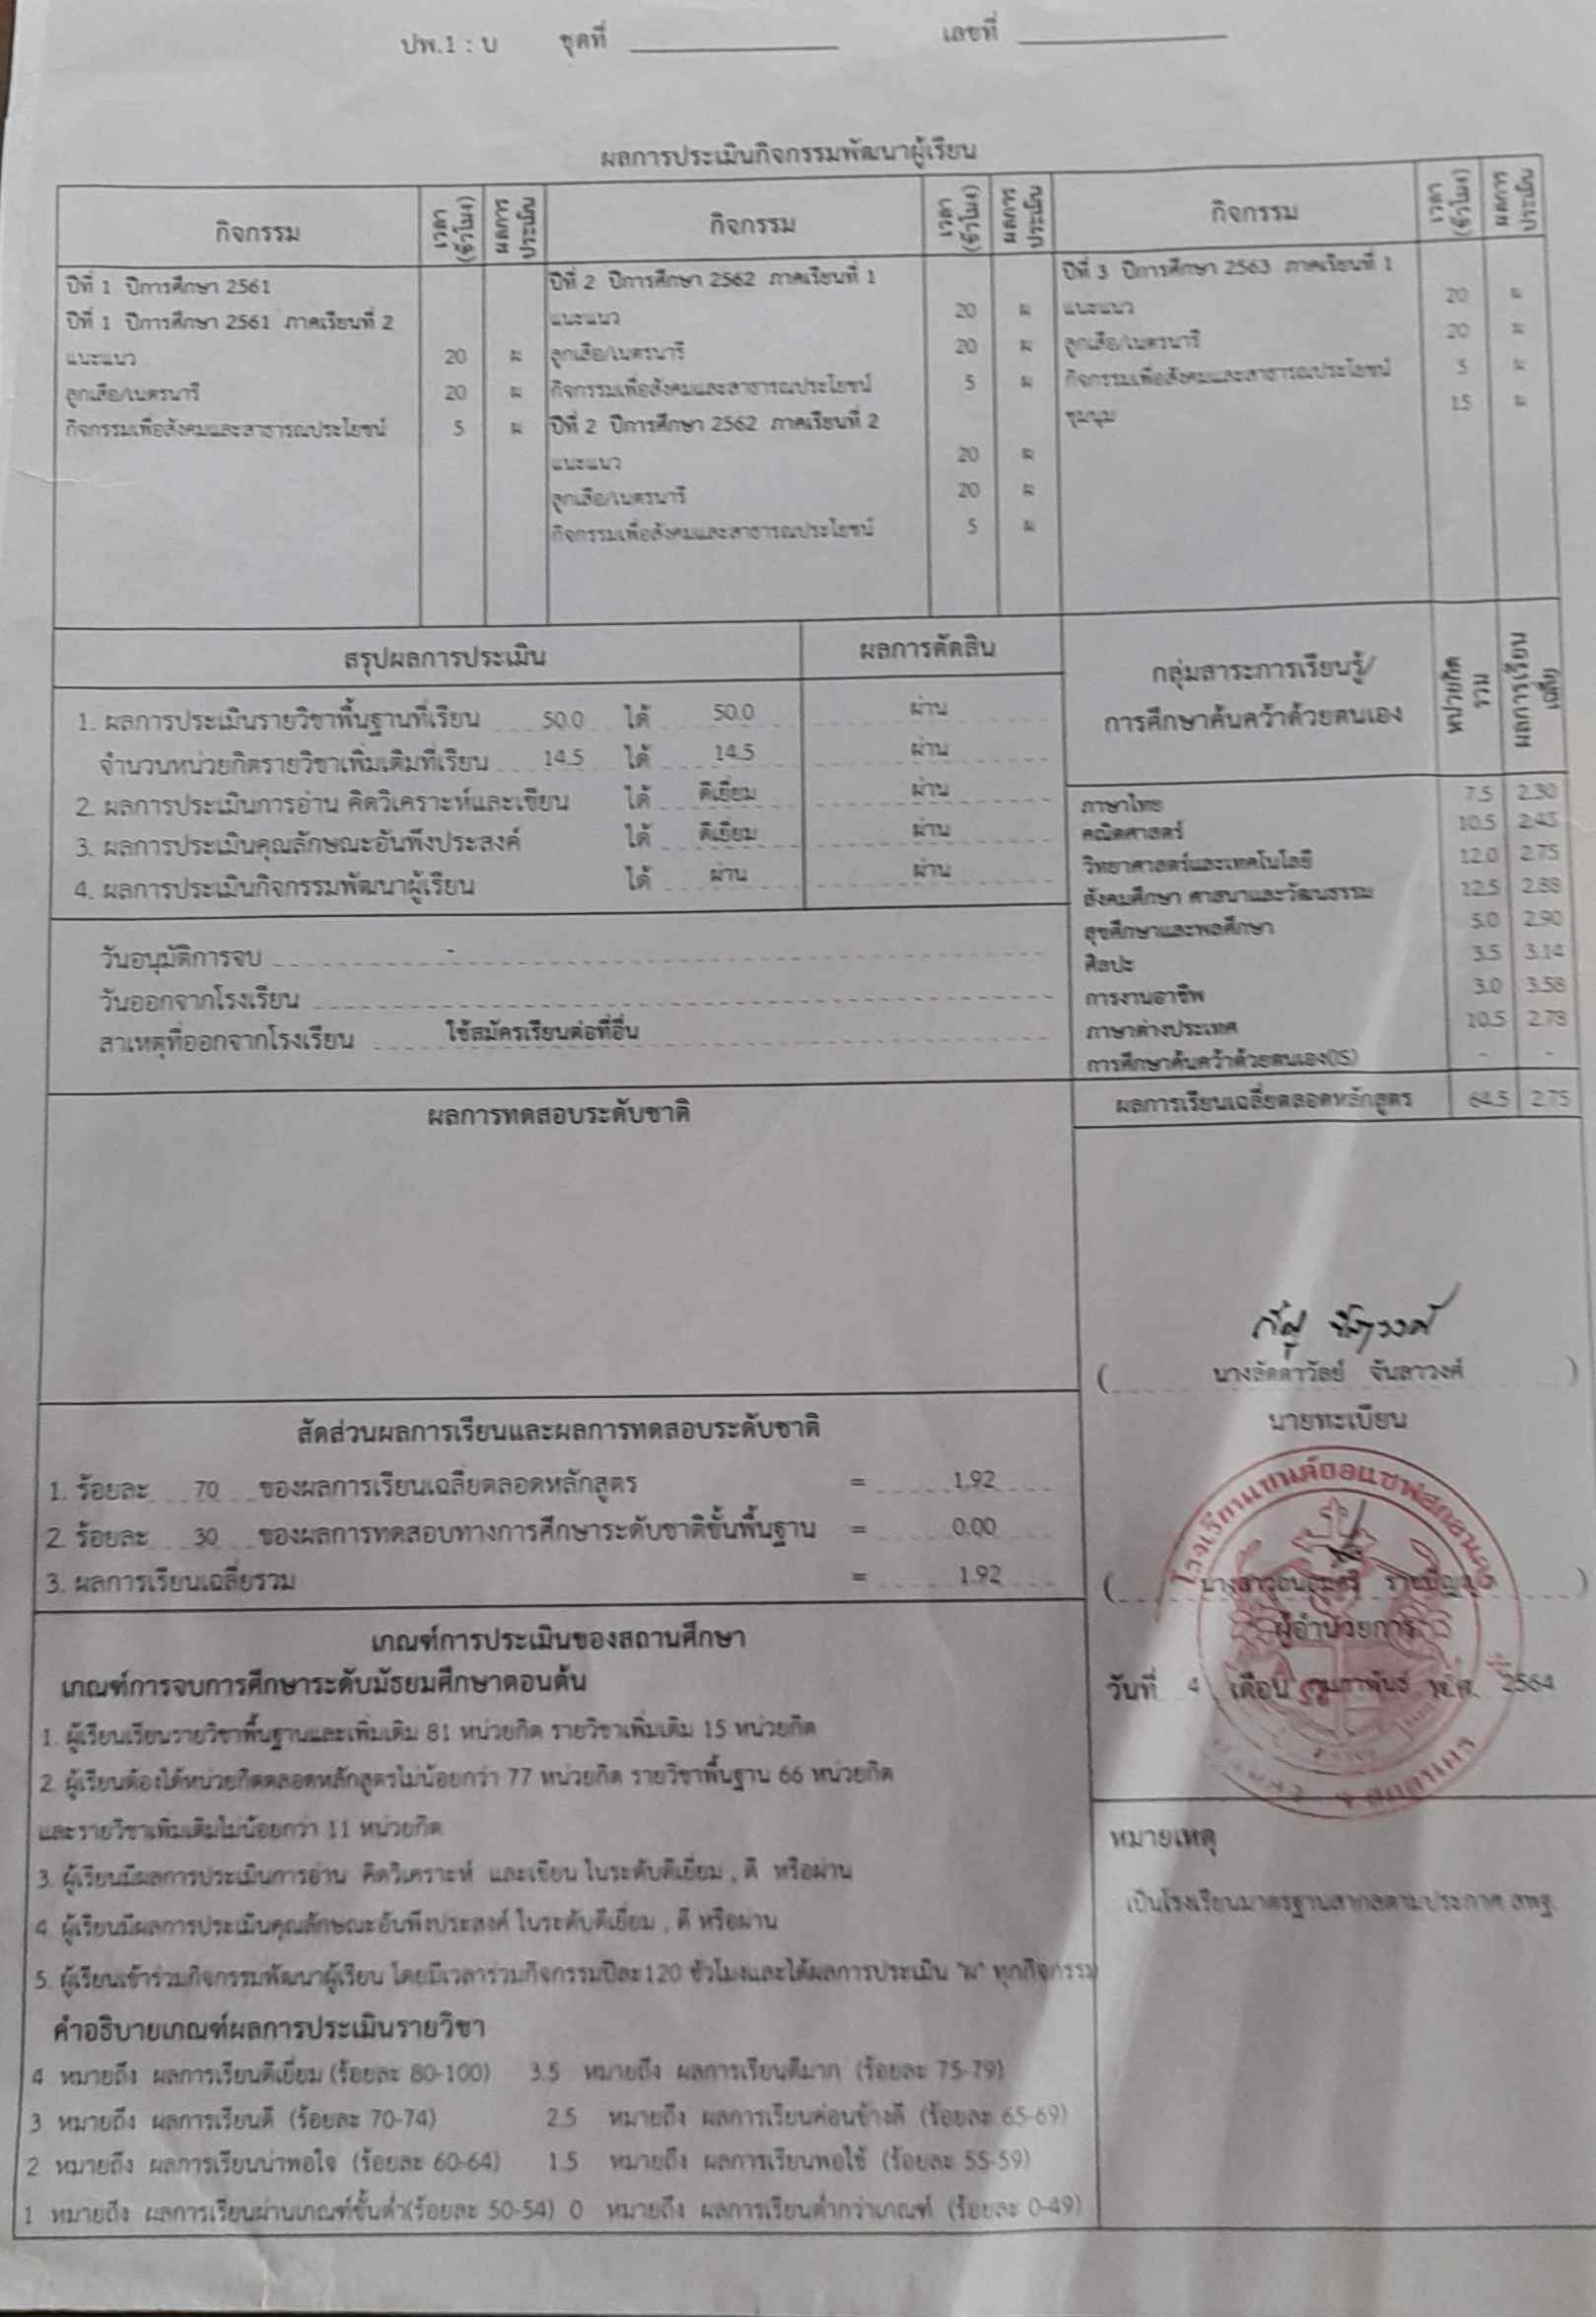 ปพ.1 : บ ชุดที่ เลขที่
ผลการประเมินกิจกรรมพัฒนาผู้เรียน
กิจกรรม เวลา (ชั่วโมง) ผลการประเมิน กิจกรรม เวลา (ชั่วโมง) ผลการประเมิน กิจกรรม เวลา (ชั่วโมง) ผลการประเมิน
ปีที่ 1 ปีการศึกษา 2561
ปีที่ 1 ปีการศึกษา 2561 ภาคเรียนที่ 2
แนะแนว 20 ผ
ลูกเสือ/เนตรนารี 20 ผ
กิจกรรมเพื่อสังคมและสาธารณประโยชน์ 5 ผ
ปีที่ 2 ปีการศึกษา 2562 ภาคเรียนที่ 1
แนะแนว 20 ผ
ลูกเสือ/เนตรนารี 20 ผ
กิจกรรมเพื่อสังคมและสาธารณประโยชน์ 5 ผ
ปีที่ 2 ปีการศึกษา 2562 ภาคเรียนที่ 2
แนะแนว 20 ผ
ลูกเสือ/เนตรนารี 20 ผ
กิจกรรมเพื่อสังคมและสาธารณประโยชน์ 5 ผ
ปีที่ 3 ปีการศึกษา 2563 ภาคเรียนที่ 1
แนะแนว 20 ผ
ลูกเสือ/เนตรนารี 20 ผ
กิจกรรมเพื่อสังคมและสาธารณประโยชน์ 5 ผ
ชุมนุม 15 ผ
สรุปผลการประเมิน ผลการตัดสิน
1. ผลการประเมินรายวิชาพื้นฐานที่เรียน 50.0 ได้ 50.0 ผ่าน
จำนวนหน่วยกิตรายวิชาเพิ่มเติมที่เรียน 14.5 ได้ 14.5 ผ่าน
2. ผลการประเมินการอ่าน คิดวิเคราะห์และเขียน ได้ ดีเยี่ยม ผ่าน
3. ผลการประเมินคุณลักษณะอันพึงประสงค์ ได้ ดีเยี่ยม ผ่าน
4. ผลการประเมินกิจกรรมพัฒนาผู้เรียน ได้ ผ่าน ผ่าน
วันอนุมัติการจบ -
วันออกจากโรงเรียน
สาเหตุที่ออกจากโรงเรียน ใช้สมัครเรียนต่อที่อื่น
กลุ่มสาระการเรียนรู้/ หน่วยกิตรวม ผลการเรียนเฉลี่ย
การศึกษาค้นคว้าด้วยตนเอง
ภาษาไทย 7.5 2.30
คณิตศาสตร์ 10.5 2.43
วิทยาศาสตร์และเทคโนโลยี 12.0 2.75
สังคมศึกษา ศาสนาและวัฒนธรรม 12.5 2.88
สุขศึกษาและพลศึกษา 5.0 2.90
ศิลปะ 3.5 3.14
การงานอาชีพ 3.0 3.58
ภาษาต่างประเทศ 10.5 2.78
การศึกษาค้นคว้าด้วยตนเอง(IS) - -
ผลการเรียนเฉลี่ยตลอดหลักสูตร 64.5 2.75
ผลการทดสอบระดับชาติ
สัดส่วนผลการเรียนและผลการทดสอบระดับชาติ
1. ร้อยละ 70 ของผลการเรียนเฉลี่ยตลอดหลักสูตร = 1.92
2. ร้อยละ 30 ของผลการทดสอบทางการศึกษาระดับชาติขั้นพื้นฐาน = 0.00
3. ผลการเรียนเฉลี่ยรวม = 1.92
( นางลัดดาวัลย์ จันลาวงศ์ )
นายทะเบียน
โรงเรียนเซนต์ยอแซฟสกลนคร
จ.สกลนคร
ผู้อำนวยการ
วันที่ 4 เดือน กุมภาพันธ์ พ.ศ. 2564
เกณฑ์การประเมินของสถานศึกษา
เกณฑ์การจบการศึกษาระดับมัธยมศึกษาตอนต้น
1. ผู้เรียนเรียนรายวิชาพื้นฐานและเพิ่มเติม 81 หน่วยกิต รายวิชาเพิ่มเติม 15 หน่วยกิต
2. ผู้เรียนต้องได้หน่วยกิตตลอดหลักสูตรไม่น้อยกว่า 77 หน่วยกิต รายวิชาพื้นฐาน 66 หน่วยกิต
และรายวิชาเพิ่มเติมไม่น้อยกว่า 11 หน่วยกิต
3. ผู้เรียนมีผลการประเมินการอ่าน คิดวิเคราะห์ และเขียน ในระดับดีเยี่ยม , ดี หรือผ่าน
4. ผู้เรียนมีผลการประเมินคุณลักษณะอันพึงประสงค์ ในระดับดีเยี่ยม , ดี หรือผ่าน
5. ผู้เรียนเข้าร่วมกิจกรรมพัฒนาผู้เรียน โดยมีเวลาร่วมกิจกรรมปีละ120 ชั่วโมงและได้ผลการประเมิน "ผ" ทุกกิจกรรม
คำอธิบายเกณฑ์ผลการประเมินรายวิชา
4 หมายถึง ผลการเรียนดีเยี่ยม (ร้อยละ 80-100) 3.5 หมายถึง ผลการเรียนดีมาก (ร้อยละ 75-79)
3 หมายถึง ผลการเรียนดี (ร้อยละ 70-74) 2.5 หมายถึง ผลการเรียนค่อนข้างดี (ร้อยละ 65-69)
2 หมายถึง ผลการเรียนน่าพอใจ (ร้อยละ 60-64) 1.5 หมายถึง ผลการเรียนพอใช้ (ร้อยละ 55-59)
1 หมายถึง ผลการเรียนผ่านเกณฑ์ขั้นต่ำ(ร้อยละ 50-54) 0 หมายถึง ผลการเรียนต่ำกว่าเกณฑ์ (ร้อยละ 0-49)
หมายเหตุ
เป็นโรงเรียนมาตรฐานสากลตามประกาศ สพฐ.